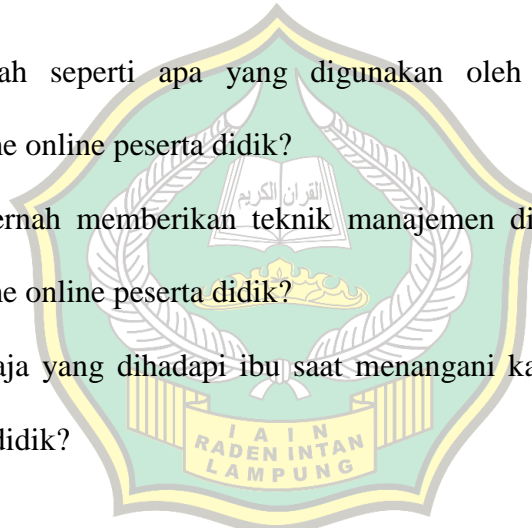 ah seperti apa yang digunakan oleh
ne online peserta didik?
ernah memberikan teknik manajemen di
ne online peserta didik?
aja yang dihadapi ibu saat menangani ka
didik?
القرآن الكريم
I A I N
RADEN INTAN
LAMPUNG